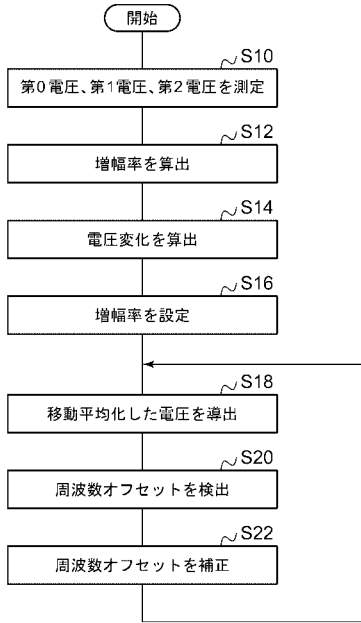 開始
S10
第0電圧、第1電圧、第2電圧を測定
S12
増幅率を算出
S14
電圧変化を算出
S16
増幅率を設定
S18
移動平均化した電圧を導出
S20
周波数オフセットを検出
S22
周波数オフセットを補正